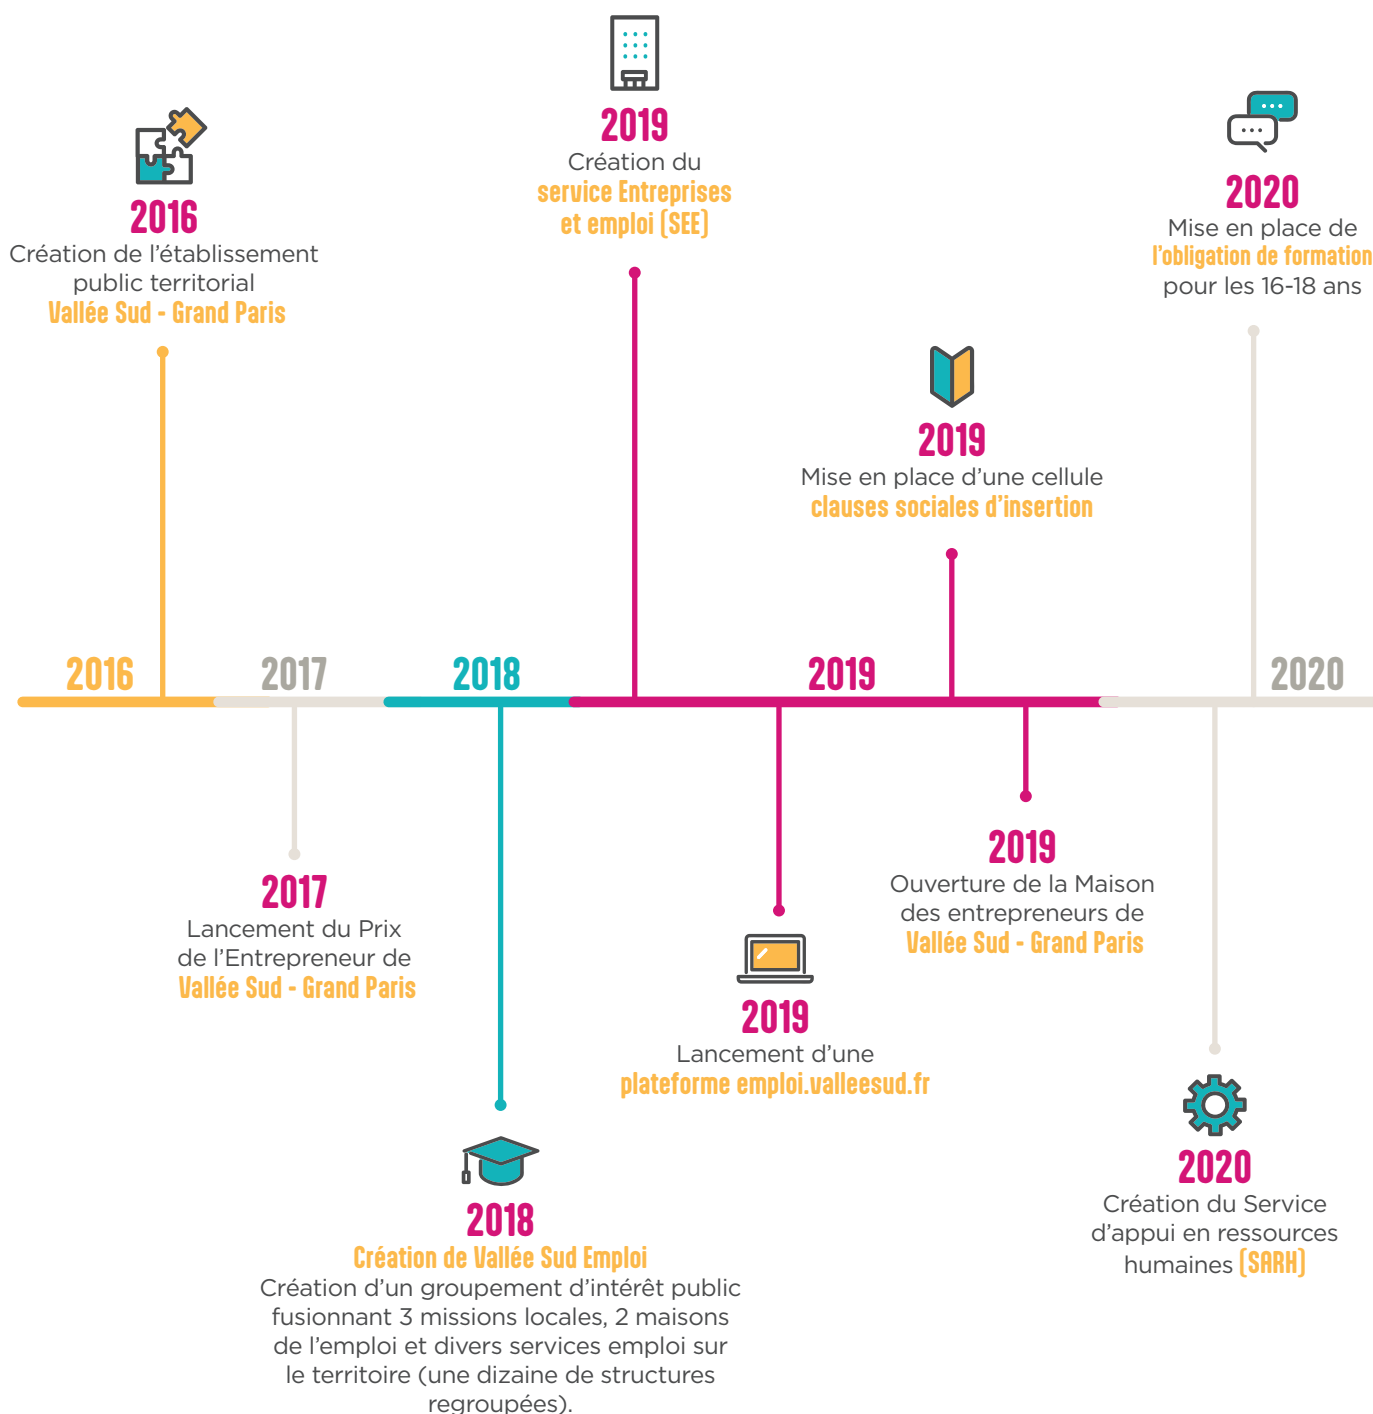 2016
Création de l’établissement
public territorial
Vallée Sud - Grand Paris
2019
Création du
service Entreprises
et emploi (SEE)
2019
Mise en place d’une cellule
clauses sociales d’insertion
2020
Mise en place de
l’obligation de formation
pour les 16-18 ans
2016
2017
2018
2019
2020
2017
Lancement du Prix
de l’Entrepreneur de
Vallée Sud - Grand Paris
2018
Création de Vallée Sud Emploi
Création d’un groupement d’intérêt public
fusionnant 3 missions locales, 2 maisons
de l’emploi et divers services emploi sur
le territoire (une dizaine de structures
regroupées).
2019
Lancement d’une
plateforme emploi.valleesud.fr
2019
Ouverture de la Maison
des entrepreneurs de
Vallée Sud - Grand Paris
2020
Création du Service
d’appui en ressources
humaines (SARH)